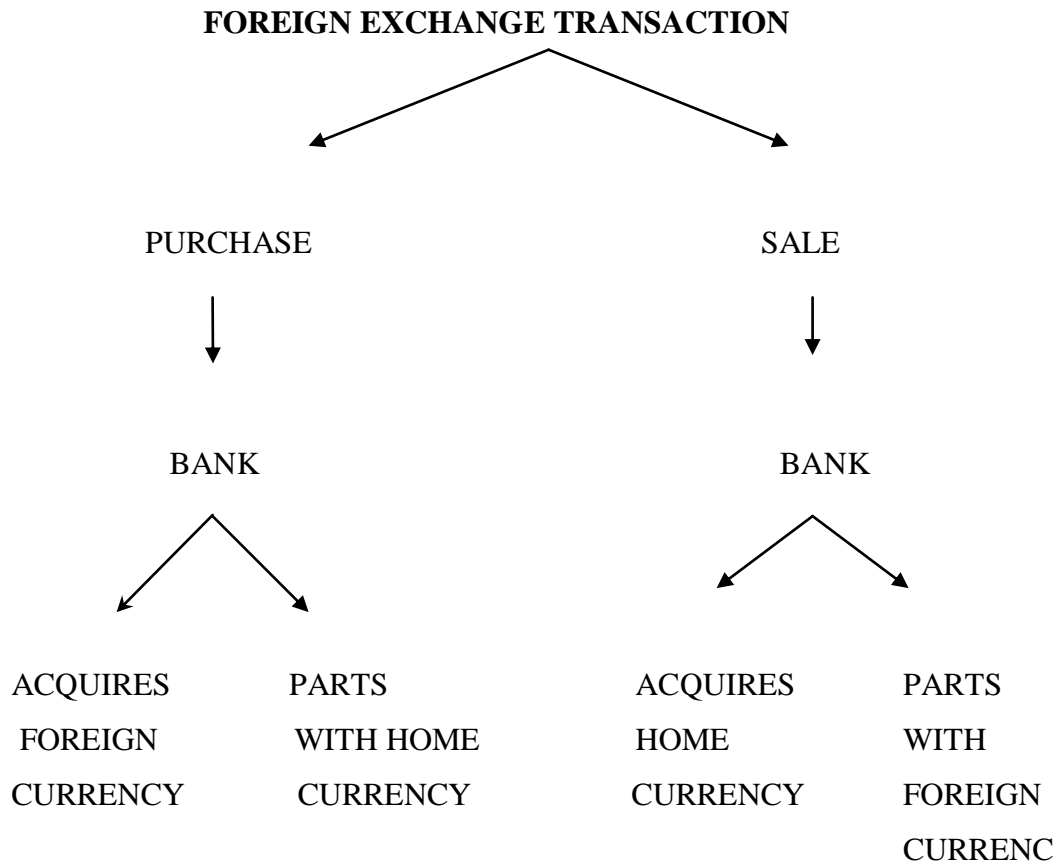 FOREIGN EXCHANGE TRANSACTION
PURCHASE
SALE
BANK
BANK
ACQUIRES
FOREIGN
CURRENCY
PARTS
WITH HOME
CURRENCY
ACQUIRES
HOME
CURRENCY
PARTS
WITH
FOREIGN
CURRENC